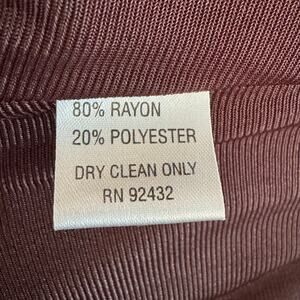 80% RAYON
20% POLYESTER
DRY CLEAN ONLY
RN 92432